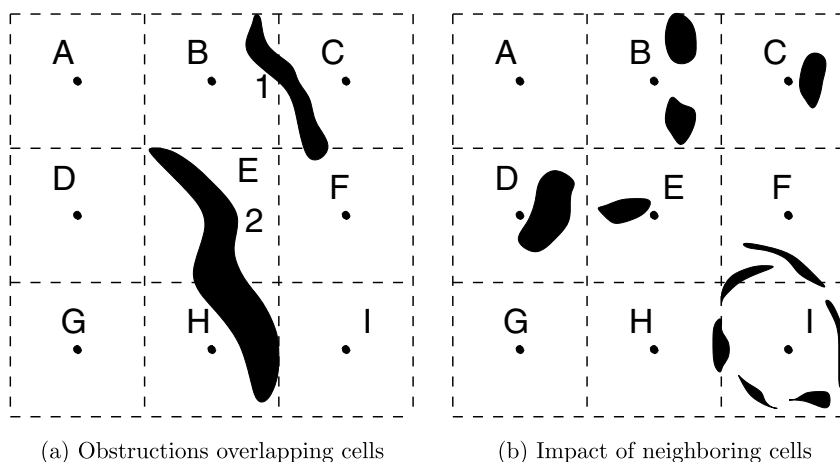 A B C
1
D E F
2
G H I
A B C
D E F
G H I
(a) Obstructions overlapping cells
(b) Impact of neighboring cells